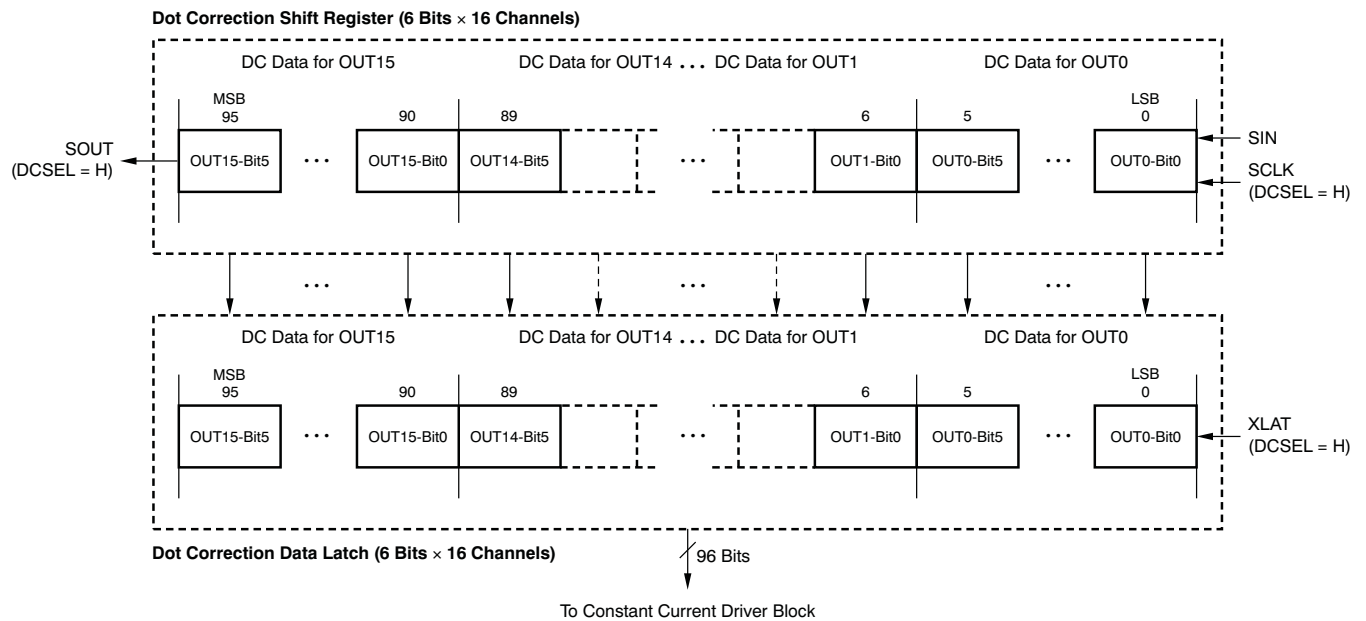 Dot Correction Shift Register (6 Bits × 16 Channels)
DC Data for OUT15 DC Data for OUT14 ... DC Data for OUT1 DC Data for OUT0
MSB LSB
95 90 89 6 5 0
SOUT
(DCSEL = H)
OUT15-Bit5 ... OUT15-Bit0 OUT14-Bit5 ... OUT1-Bit0 OUT0-Bit5 ... OUT0-Bit0
SIN
SCLK
(DCSEL = H)
... ... ...
DC Data for OUT15 DC Data for OUT14 ... DC Data for OUT1 DC Data for OUT0
MSB LSB
95 90 89 6 5 0
OUT15-Bit5 ... OUT15-Bit0 OUT14-Bit5 ... OUT1-Bit0 OUT0-Bit5 ... OUT0-Bit0
XLAT
(DCSEL = H)
Dot Correction Data Latch (6 Bits × 16 Channels)
96 Bits
To Constant Current Driver Block